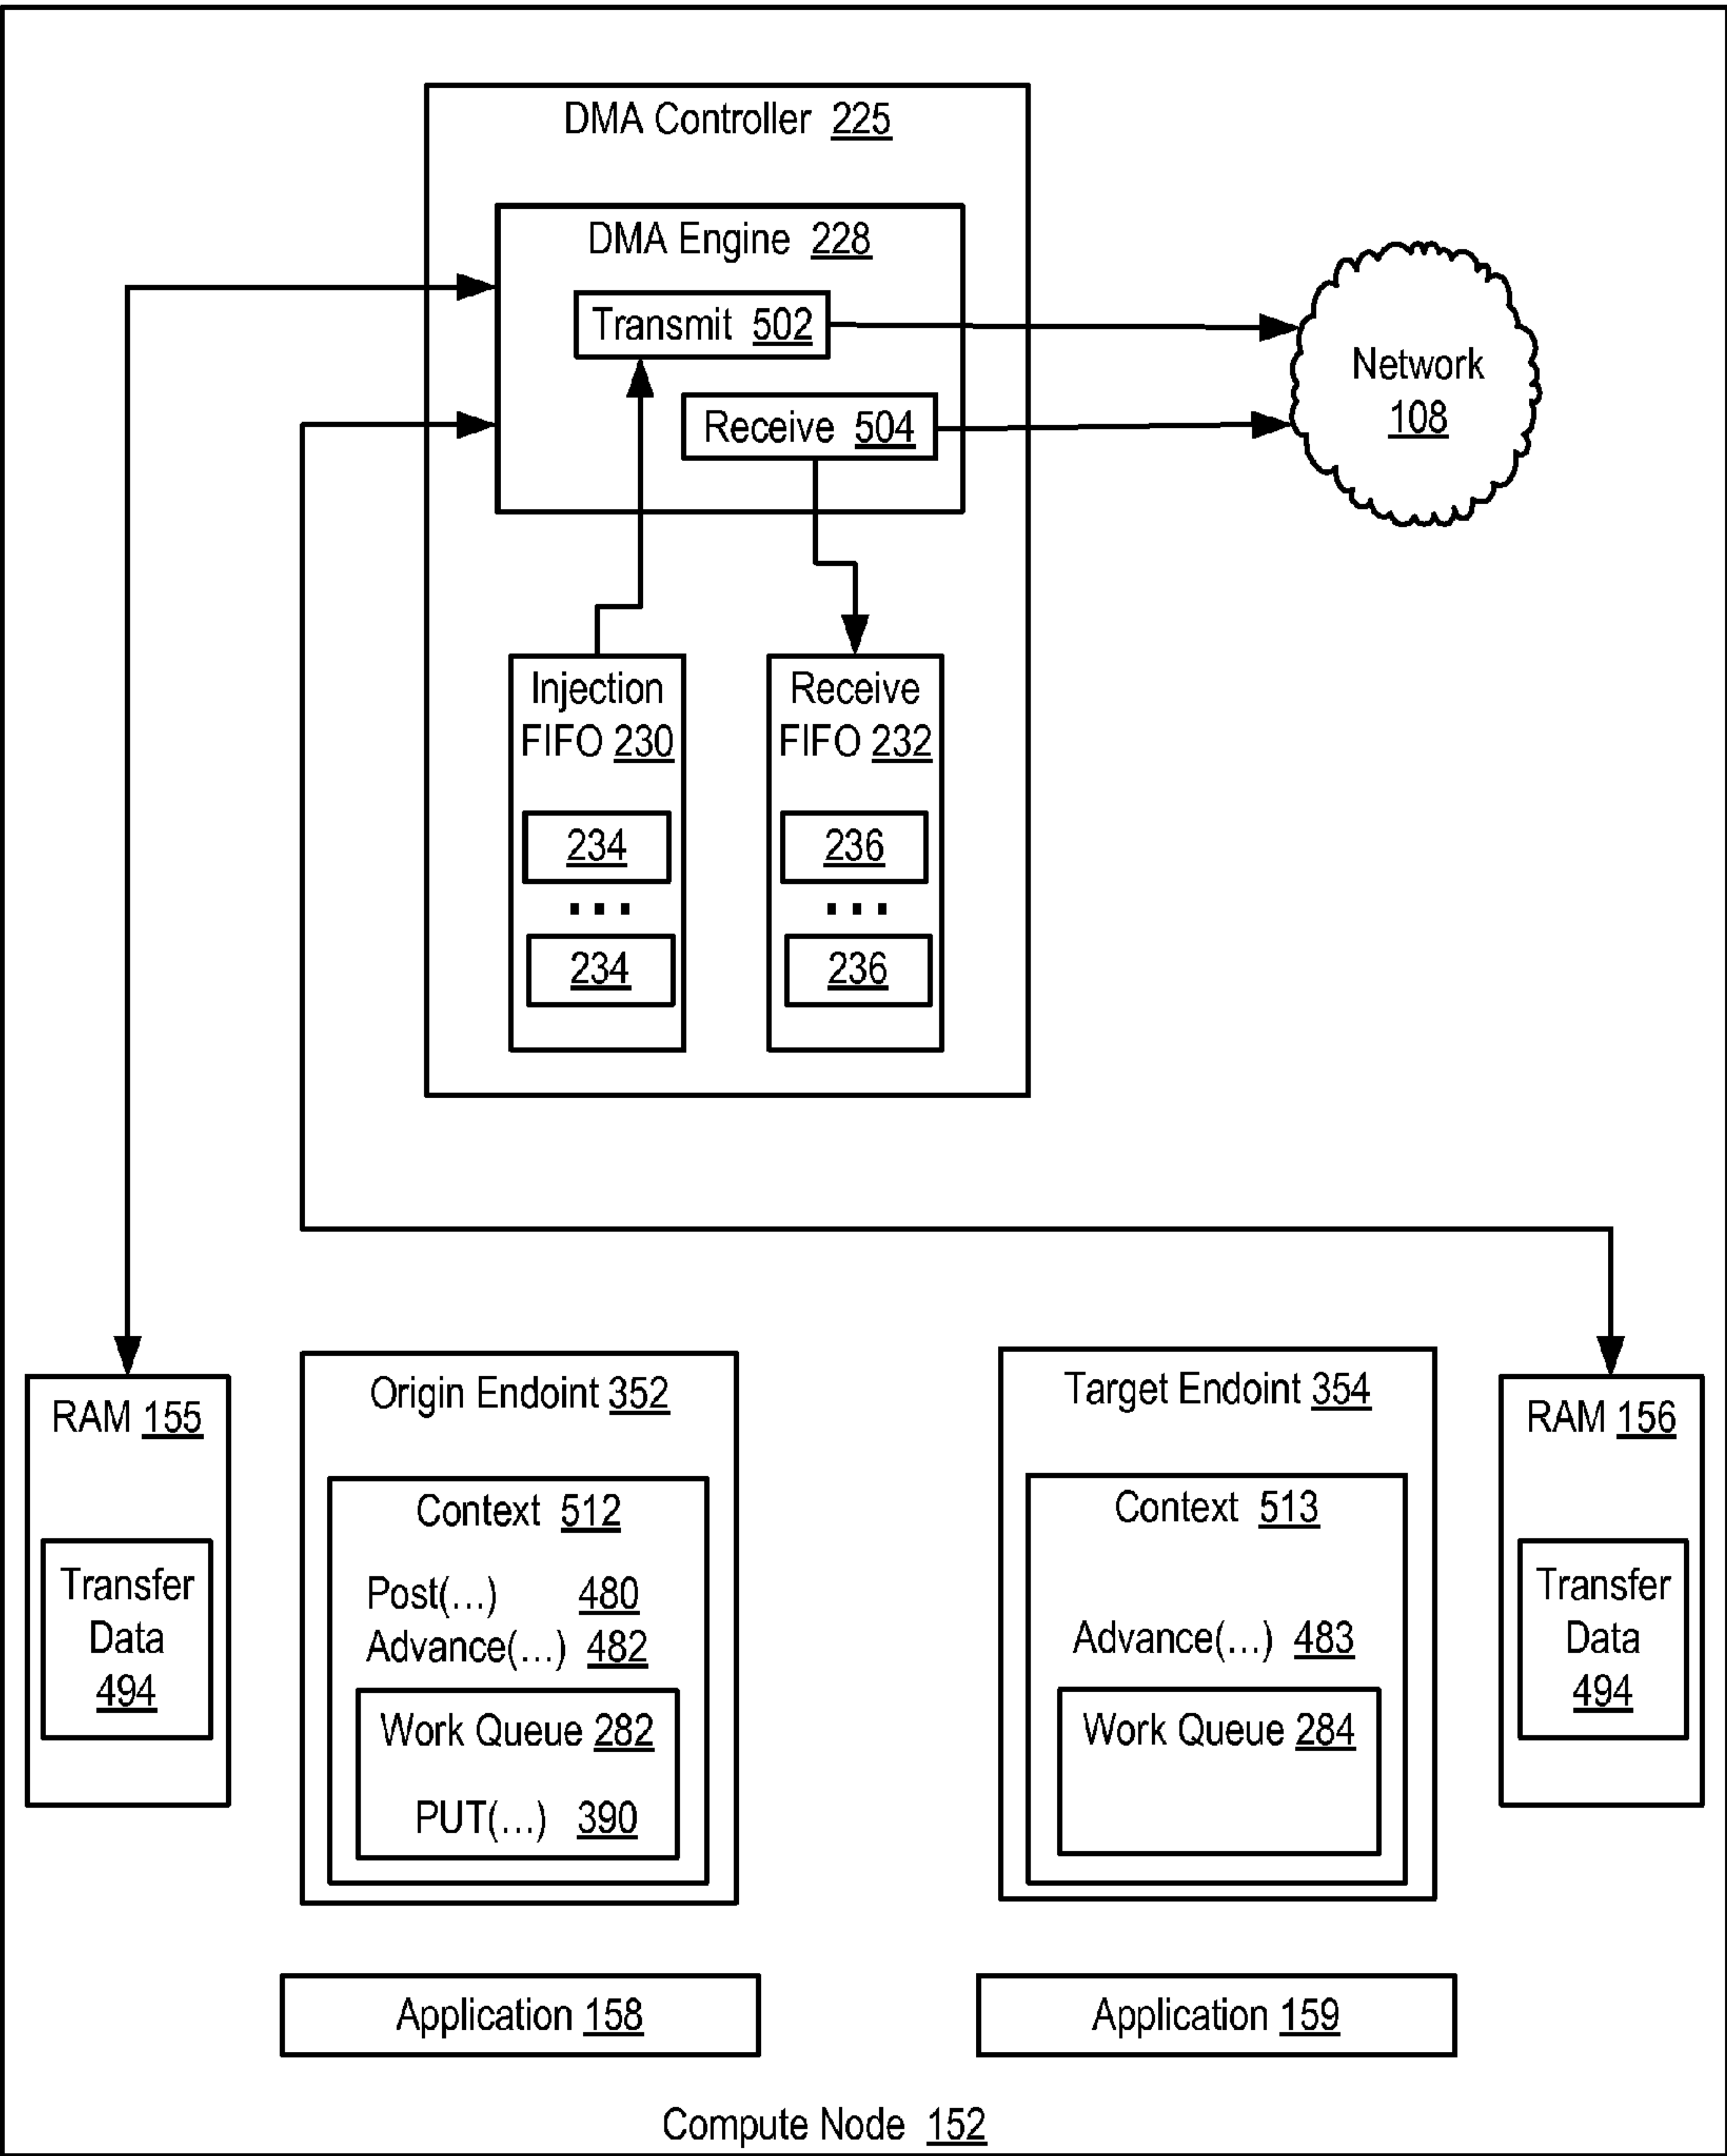 DMA Controller 225
DMA Engine 228
Transmit 502
Receive 504
Network
108
Injection
FIFO 230
234
...
234
Receive
FIFO 232
236
...
236
RAM 155
Transfer
Data
494
Origin Endoint 352
Context 512
Post(...) 480
Advance(...) 482
Work Queue 282
PUT(...) 390
Target Endoint 354
Context 513
Advance(...) 483
Work Queue 284
RAM 156
Transfer
Data
494
Application 158
Application 159
Compute Node 152